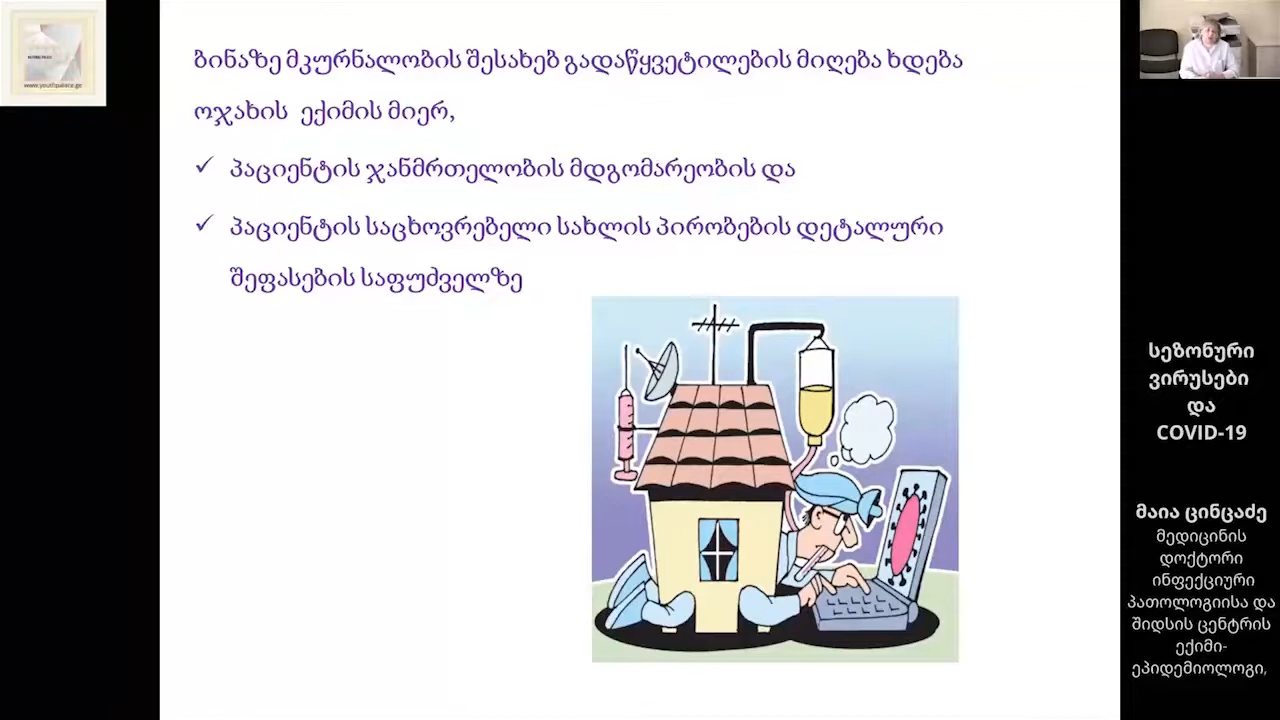 ბინაზე მკურნალობის შესახებ გადაწყვეტილების მიღება ხდება
ოჯახის ექიმის მიერ,
✓ პაციენტის ჯანმრთელობის მდგომარეობის და
✓ პაციენტის საცხოვრებელი სახლის პირობების დეტალური
შეფასების საფუძველზე
www.youthpalace.ge
სეზონური
ვირუსები
და
COVID-19
მაია ცინცაძე
მედიცინის
დოქტორი
ინფექციური
პათოლოგიისა და
შიდსის ცენტრის
ექიმი-
ეპიდემიოლოგი,